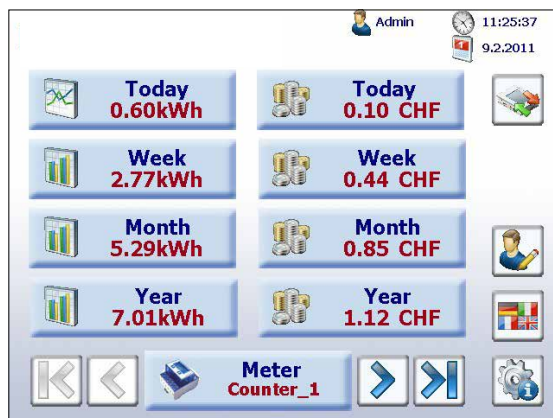 Admin
11:25:37
9.2.2011
Today
0.60kWh
Today
0.10 CHF
Week
2.77kWh
Week
0.44 CHF
Month
5.29kWh
Month
0.85 CHF
Year
7.01kWh
Year
1.12 CHF
Meter
Counter_1